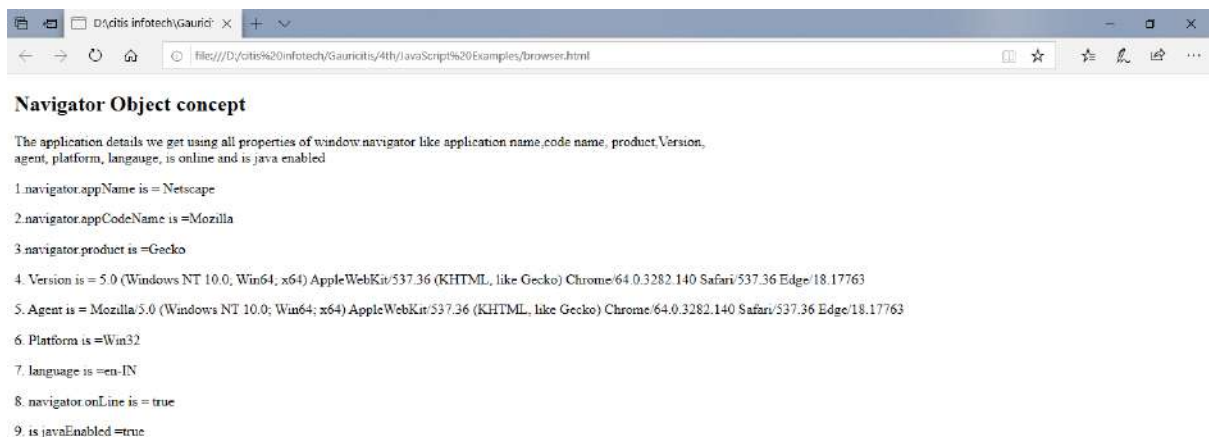 D:\citis infotech\Gaurici
file:///D:/citis%20infotech/Gauricitis/4th/JavaScript%20Examples/browser.html
Navigator Object concept
The application details we get using all properties of window.navigator like application name,code name, product,Version,
agent, platform, langauge, is online and is java enabled
1.navigator.appName is = Netscape
2.navigator.appCodeName is =Mozilla
3.navigator.product is =Gecko
4. Version is = 5.0 (Windows NT 10.0; Win64; x64) AppleWebKit/537.36 (KHTML, like Gecko) Chrome/64.0.3282.140 Safari/537.36 Edge/18.17763
5. Agent is = Mozilla/5.0 (Windows NT 10.0; Win64; x64) AppleWebKit/537.36 (KHTML, like Gecko) Chrome/64.0.3282.140 Safari/537.36 Edge/18.17763
6. Platform is =Win32
7. language is =en-IN
8. navigator.onLine is = true
9. is javaEnabled =true